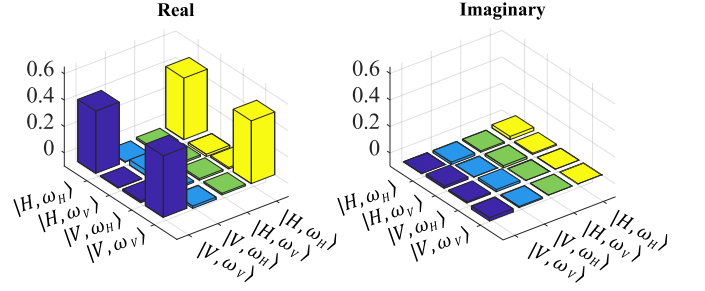 Real
Imaginary
0.6
0.4
0.2
0
|H, ω_H⟩
|H, ω_V⟩
|V, ω_H⟩
|V, ω_V⟩
|H, ω_H⟩
|H, ω_V⟩
|V, ω_H⟩
|V, ω_V⟩
0.6
0.4
0.2
0
|H, ω_H⟩
|H, ω_V⟩
|V, ω_H⟩
|V, ω_V⟩
|H, ω_H⟩
|H, ω_V⟩
|V, ω_H⟩
|V, ω_V⟩